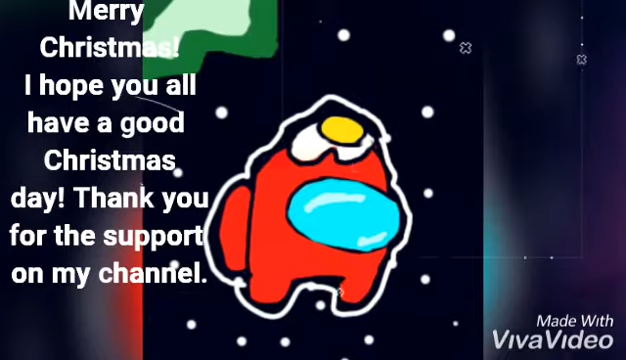 Merry
Christmas!
I hope you all
have a good
Christmas
day! Thank you
for the support
on my channel.
Made With
VivaVideo